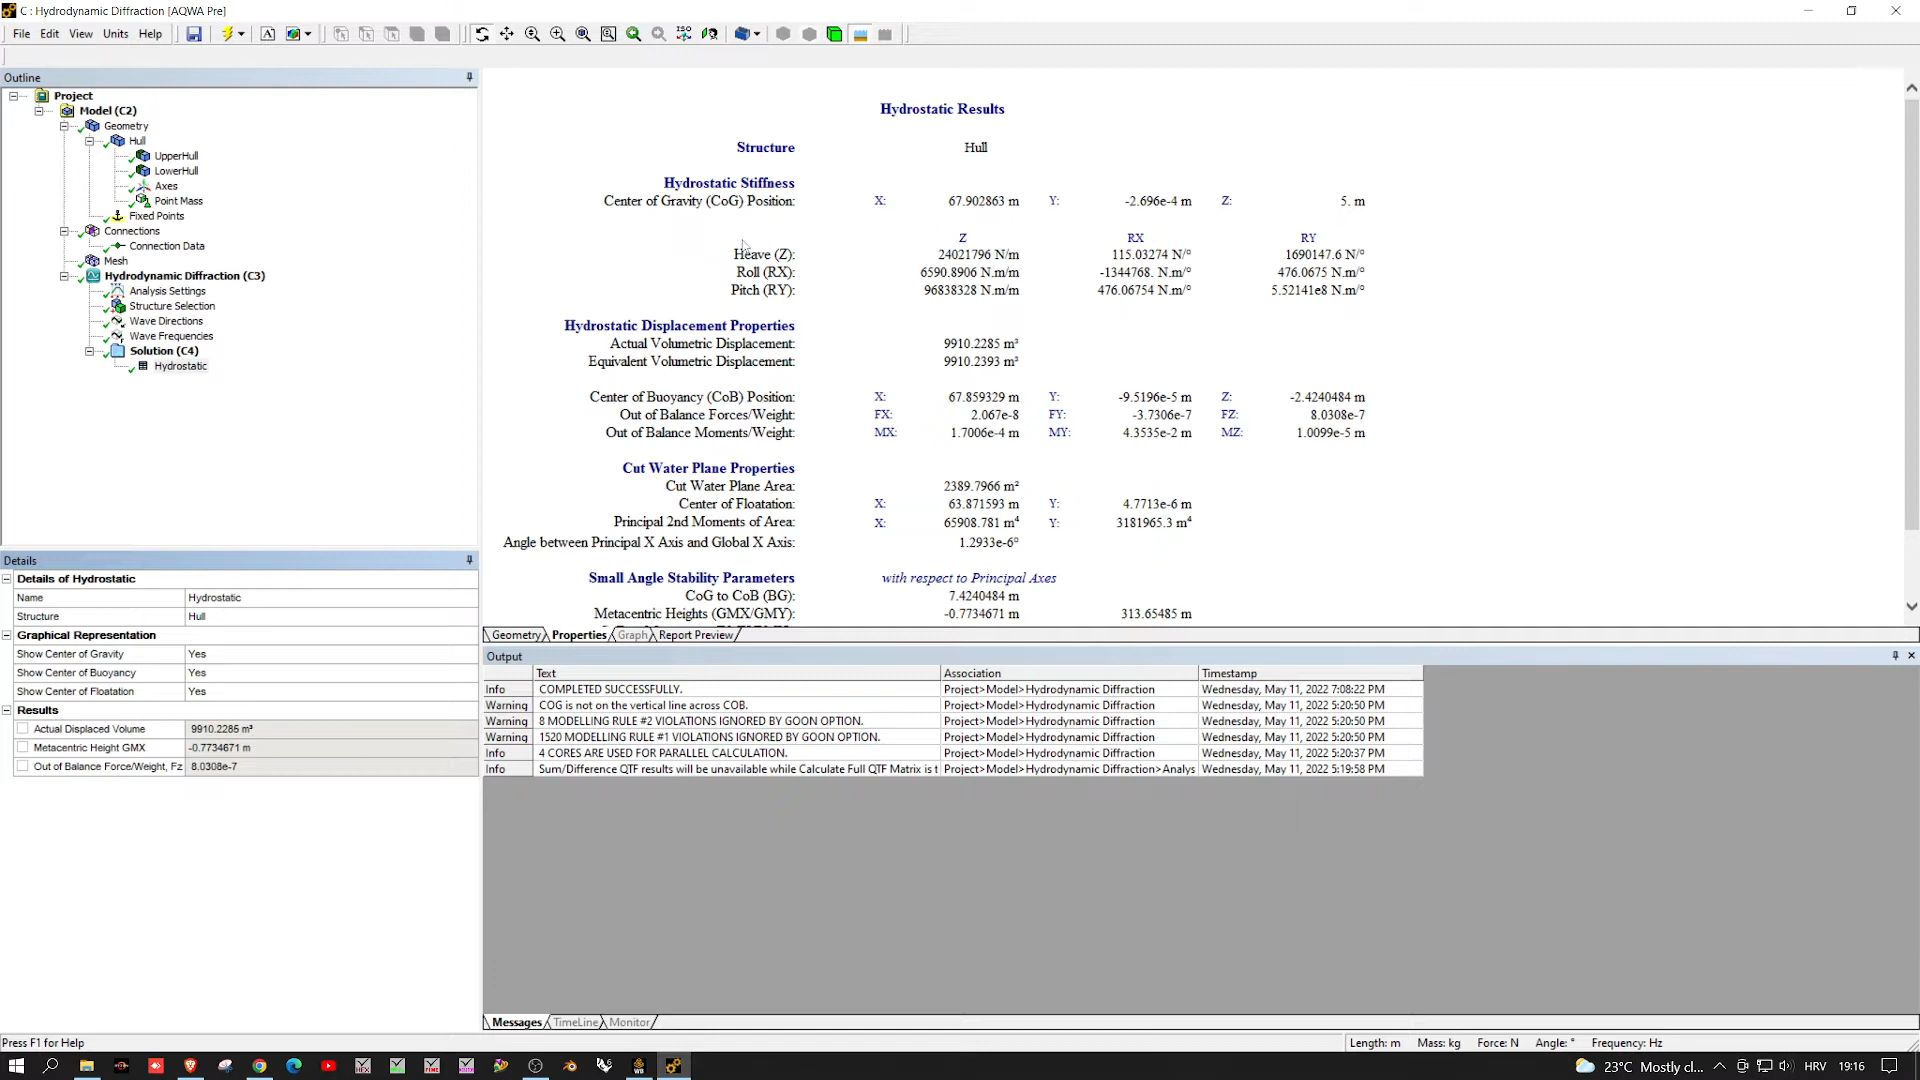 C : Hydrodynamic Diffraction [AQWA Pre]
File Edit View Units Help
Outline
Project
Model (C2)
Geometry
Hull
UpperHull
LowerHull
Axes
Point Mass
Fixed Points
Connections
Connection Data
Mesh
Hydrodynamic Diffraction (C3)
Analysis Settings
Structure Selection
Wave Directions
Wave Frequencies
Solution (C4)
Hydrostatic
Details
Details of Hydrostatic
Name Hydrostatic
Structure Hull
Graphical Representation
Show Center of Gravity Yes
Show Center of Buoyancy Yes
Show Center of Floatation Yes
Results
Actual Displaced Volume 9910.2285 m³
Metacentric Height GMX -0.7734671 m
Out of Balance Force/Weight, Fz 8.0308e-7
Hydrostatic Results
Structure Hull
Hydrostatic Stiffness
Center of Gravity (CoG) Position: X: 67.902863 m Y: -2.696e-4 m Z: 5. m
Z RX RY
Heave (Z): 24021796 N/m 115.03274 N/° 1690147.6 N/°
Roll (RX): 6590.8906 N.m/m -1344768. N.m/° 476.0675 N.m/°
Pitch (RY): 96838328 N.m/m 476.06754 N.m/° 5.52141e8 N.m/°
Hydrostatic Displacement Properties
Actual Volumetric Displacement: 9910.2285 m³
Equivalent Volumetric Displacement: 9910.2393 m³
Center of Buoyancy (CoB) Position: X: 67.859329 m Y: -9.5196e-5 m Z: -2.4240484 m
Out of Balance Forces/Weight: FX: 2.067e-8 FY: -3.7306e-7 FZ: 8.0308e-7
Out of Balance Moments/Weight: MX: 1.7006e-4 m MY: 4.3535e-2 m MZ: 1.0099e-5 m
Cut Water Plane Properties
Cut Water Plane Area: 2389.7966 m²
Center of Floatation: X: 63.871593 m Y: 4.7713e-6 m
Principal 2nd Moments of Area: X: 65908.781 m⁴ Y: 3181965.3 m⁴
Angle between Principal X Axis and Global X Axis: 1.2933e-6°
Small Angle Stability Parameters with respect to Principal Axes
CoG to CoB (BG): 7.4240484 m
Metacentric Heights (GMX/GMY): -0.7734671 m 313.65485 m
Geometry Properties Graph Report Preview
Output
Text Association Timestamp
Info COMPLETED SUCCESSFULLY. Project>Model>Hydrodynamic Diffraction Wednesday, May 11, 2022 7:08:22 PM
Warning COG is not on the vertical line across COB. Project>Model>Hydrodynamic Diffraction Wednesday, May 11, 2022 5:20:50 PM
Warning 8 MODELLING RULE #2 VIOLATIONS IGNORED BY GOON OPTION. Project>Model>Hydrodynamic Diffraction Wednesday, May 11, 2022 5:20:50 PM
Warning 1520 MODELLING RULE #1 VIOLATIONS IGNORED BY GOON OPTION. Project>Model>Hydrodynamic Diffraction Wednesday, May 11, 2022 5:20:50 PM
Info 4 CORES ARE USED FOR PARALLEL CALCULATION. Project>Model>Hydrodynamic Diffraction Wednesday, May 11, 2022 5:20:37 PM
Info Sum/Difference QTF results will be unavailable while Calculate Full QTF Matrix is t Project>Model>Hydrodynamic Diffraction>Analys Wednesday, May 11, 2022 5:19:58 PM
Messages TimeLine Monitor
Press F1 for Help Length: m Mass: kg Force: N Angle: ° Frequency: Hz
23°C Mostly cl... HRV 19:16